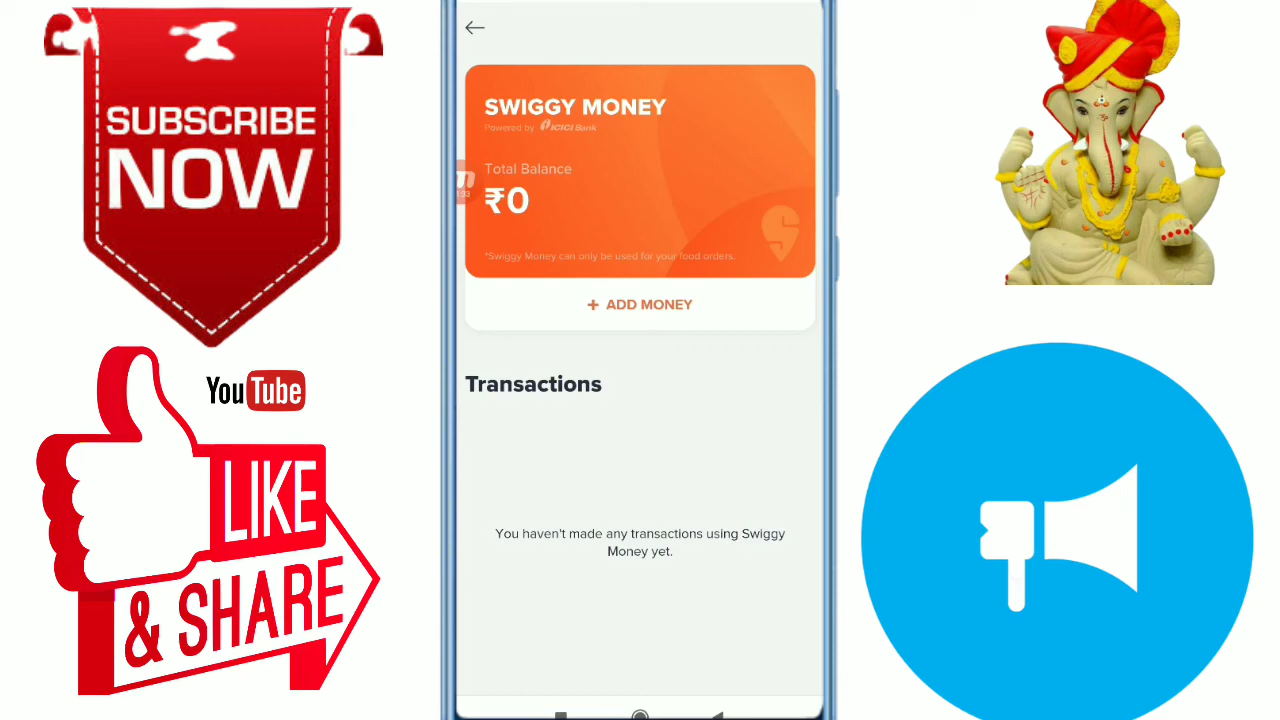 SUBSCRIBE
NOW
YouTube
LIKE
& SHARE
SWIGGY MONEY
Powered by ICICI Bank
Total Balance
₹0
*Swiggy Money can only be used for your food orders.
+ ADD MONEY
Transactions
You haven't made any transactions using Swiggy
Money yet.